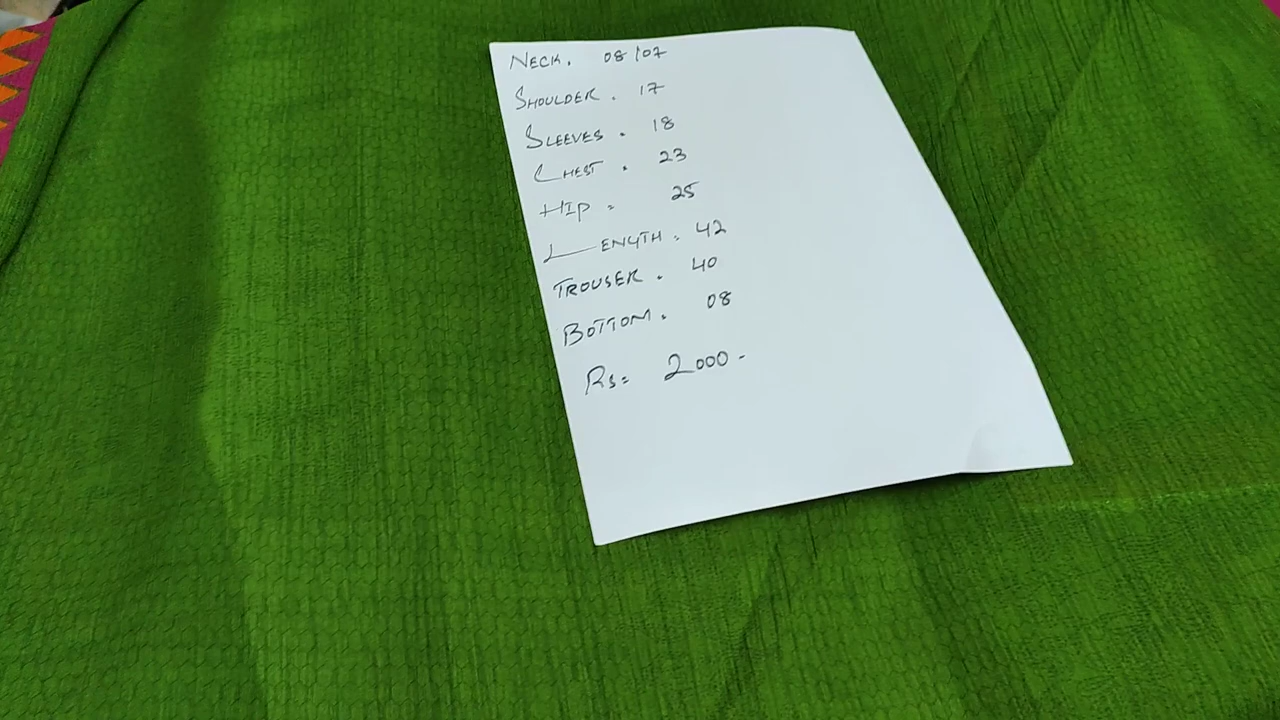 NECK. 08/07
SHOULDER. 17
SLEEVES. 18
CHEST. 23
HIP = 25
LENGTH = 42
TROUSER. 40
BOTTOM. 08
Rs= 2000-